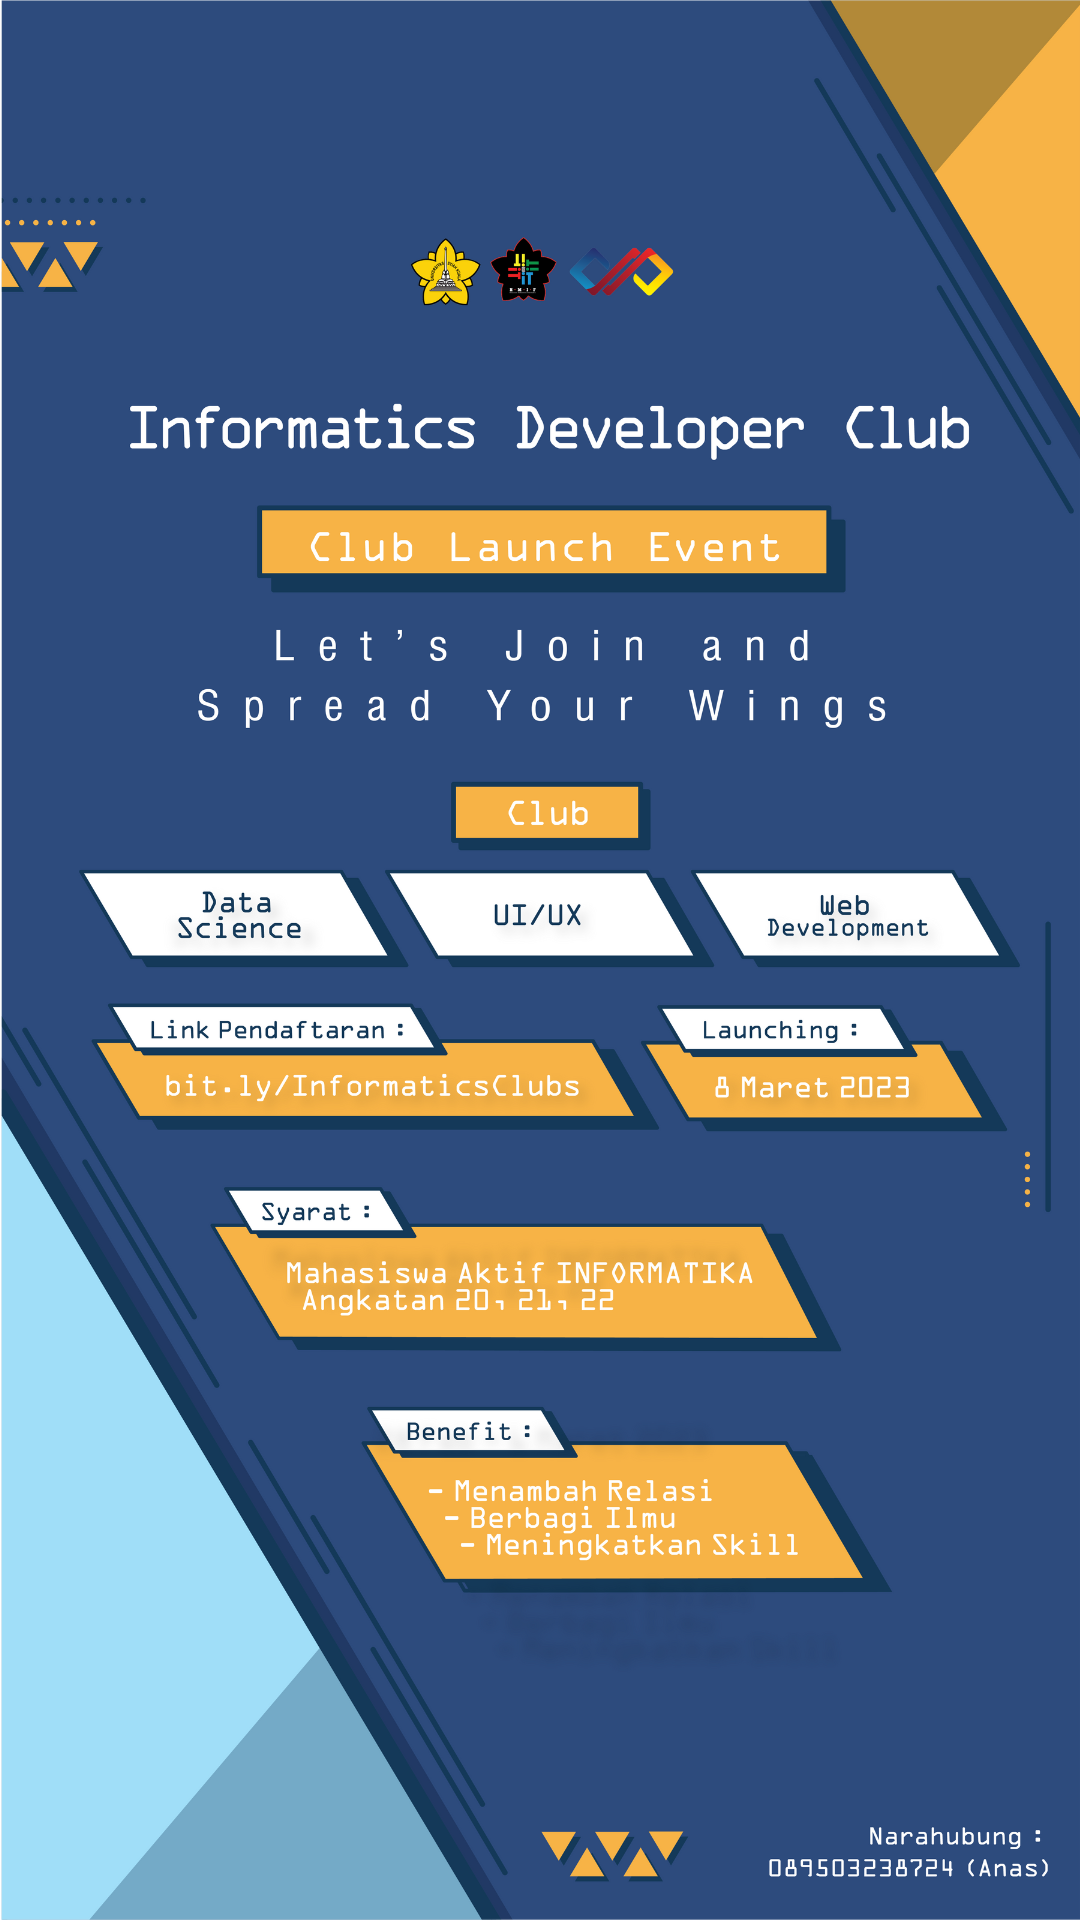 Informatics Developer Club
Club Launch Event
Let's Join and
Spread Your Wings
Club
Data
Science
UI/UX
Web
Development
Link Pendaftaran :
bit.ly/InformaticsClubs
Launching :
8 Maret 2023
Syarat :
Mahasiswa Aktif INFORMATIKA
Angkatan 20, 21, 22
Benefit :
- Menambah Relasi
- Berbagi Ilmu
- Meningkatkan Skill
Narahubung :
089503238724 (Anas)